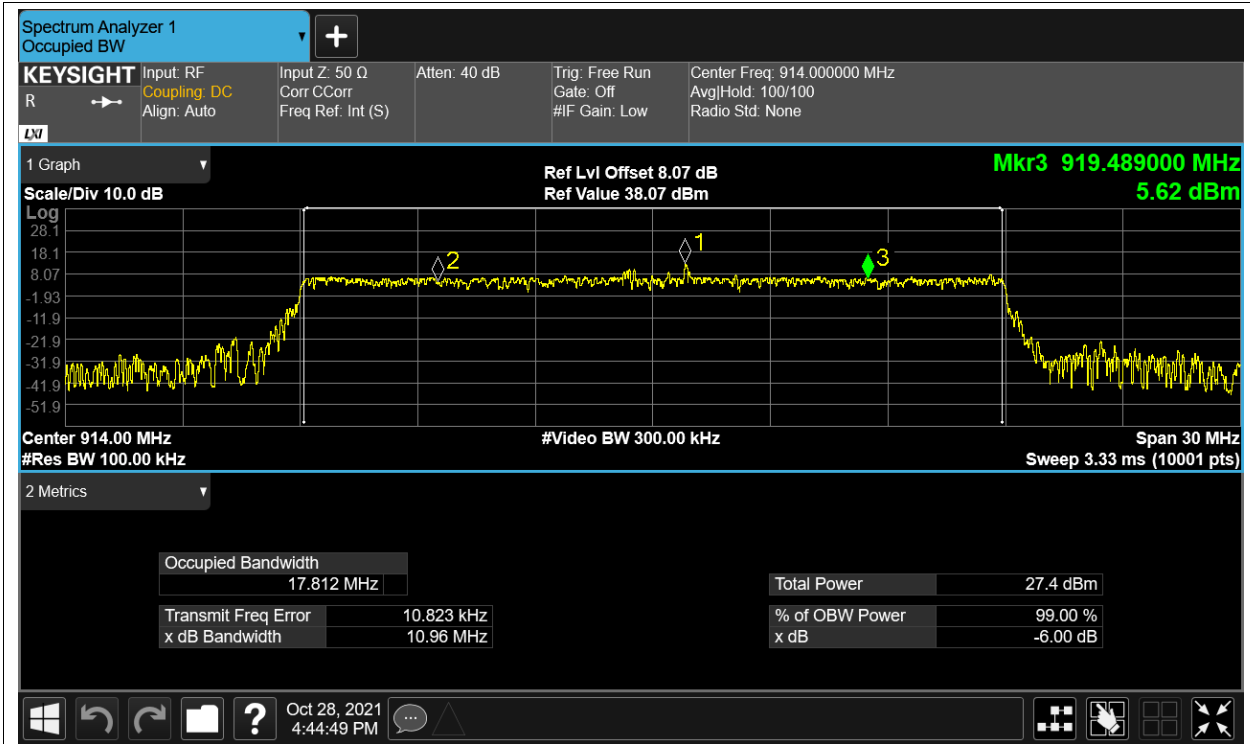 Spectrum Analyzer 1
Occupied BW
KEYSIGHT
R
LXI
Input: RF
Coupling: DC
Align: Auto
Input Z: 50 Ω
Corr CCorr
Freq Ref: Int (S)
Atten: 40 dB
Trig: Free Run
Gate: Off
#IF Gain: Low
Center Freq: 914.000000 MHz
Avg|Hold: 100/100
Radio Std: None
1 Graph
Scale/Div 10.0 dB
Ref Lvl Offset 8.07 dB
Ref Value 38.07 dBm
Mkr3 919.489000 MHz
5.62 dBm
Log
28.1
18.1
8.07
-1.93
-11.9
-21.9
-31.9
-41.9
-51.9
2
1
3
Center 914.00 MHz
#Res BW 100.00 kHz
#Video BW 300.00 kHz
Span 30 MHz
Sweep 3.33 ms (10001 pts)
2 Metrics
Occupied Bandwidth
17.812 MHz
Transmit Freq Error 10.823 kHz
x dB Bandwidth 10.96 MHz
Total Power 27.4 dBm
% of OBW Power 99.00 %
x dB -6.00 dB
?
Oct 28, 2021
4:44:49 PM